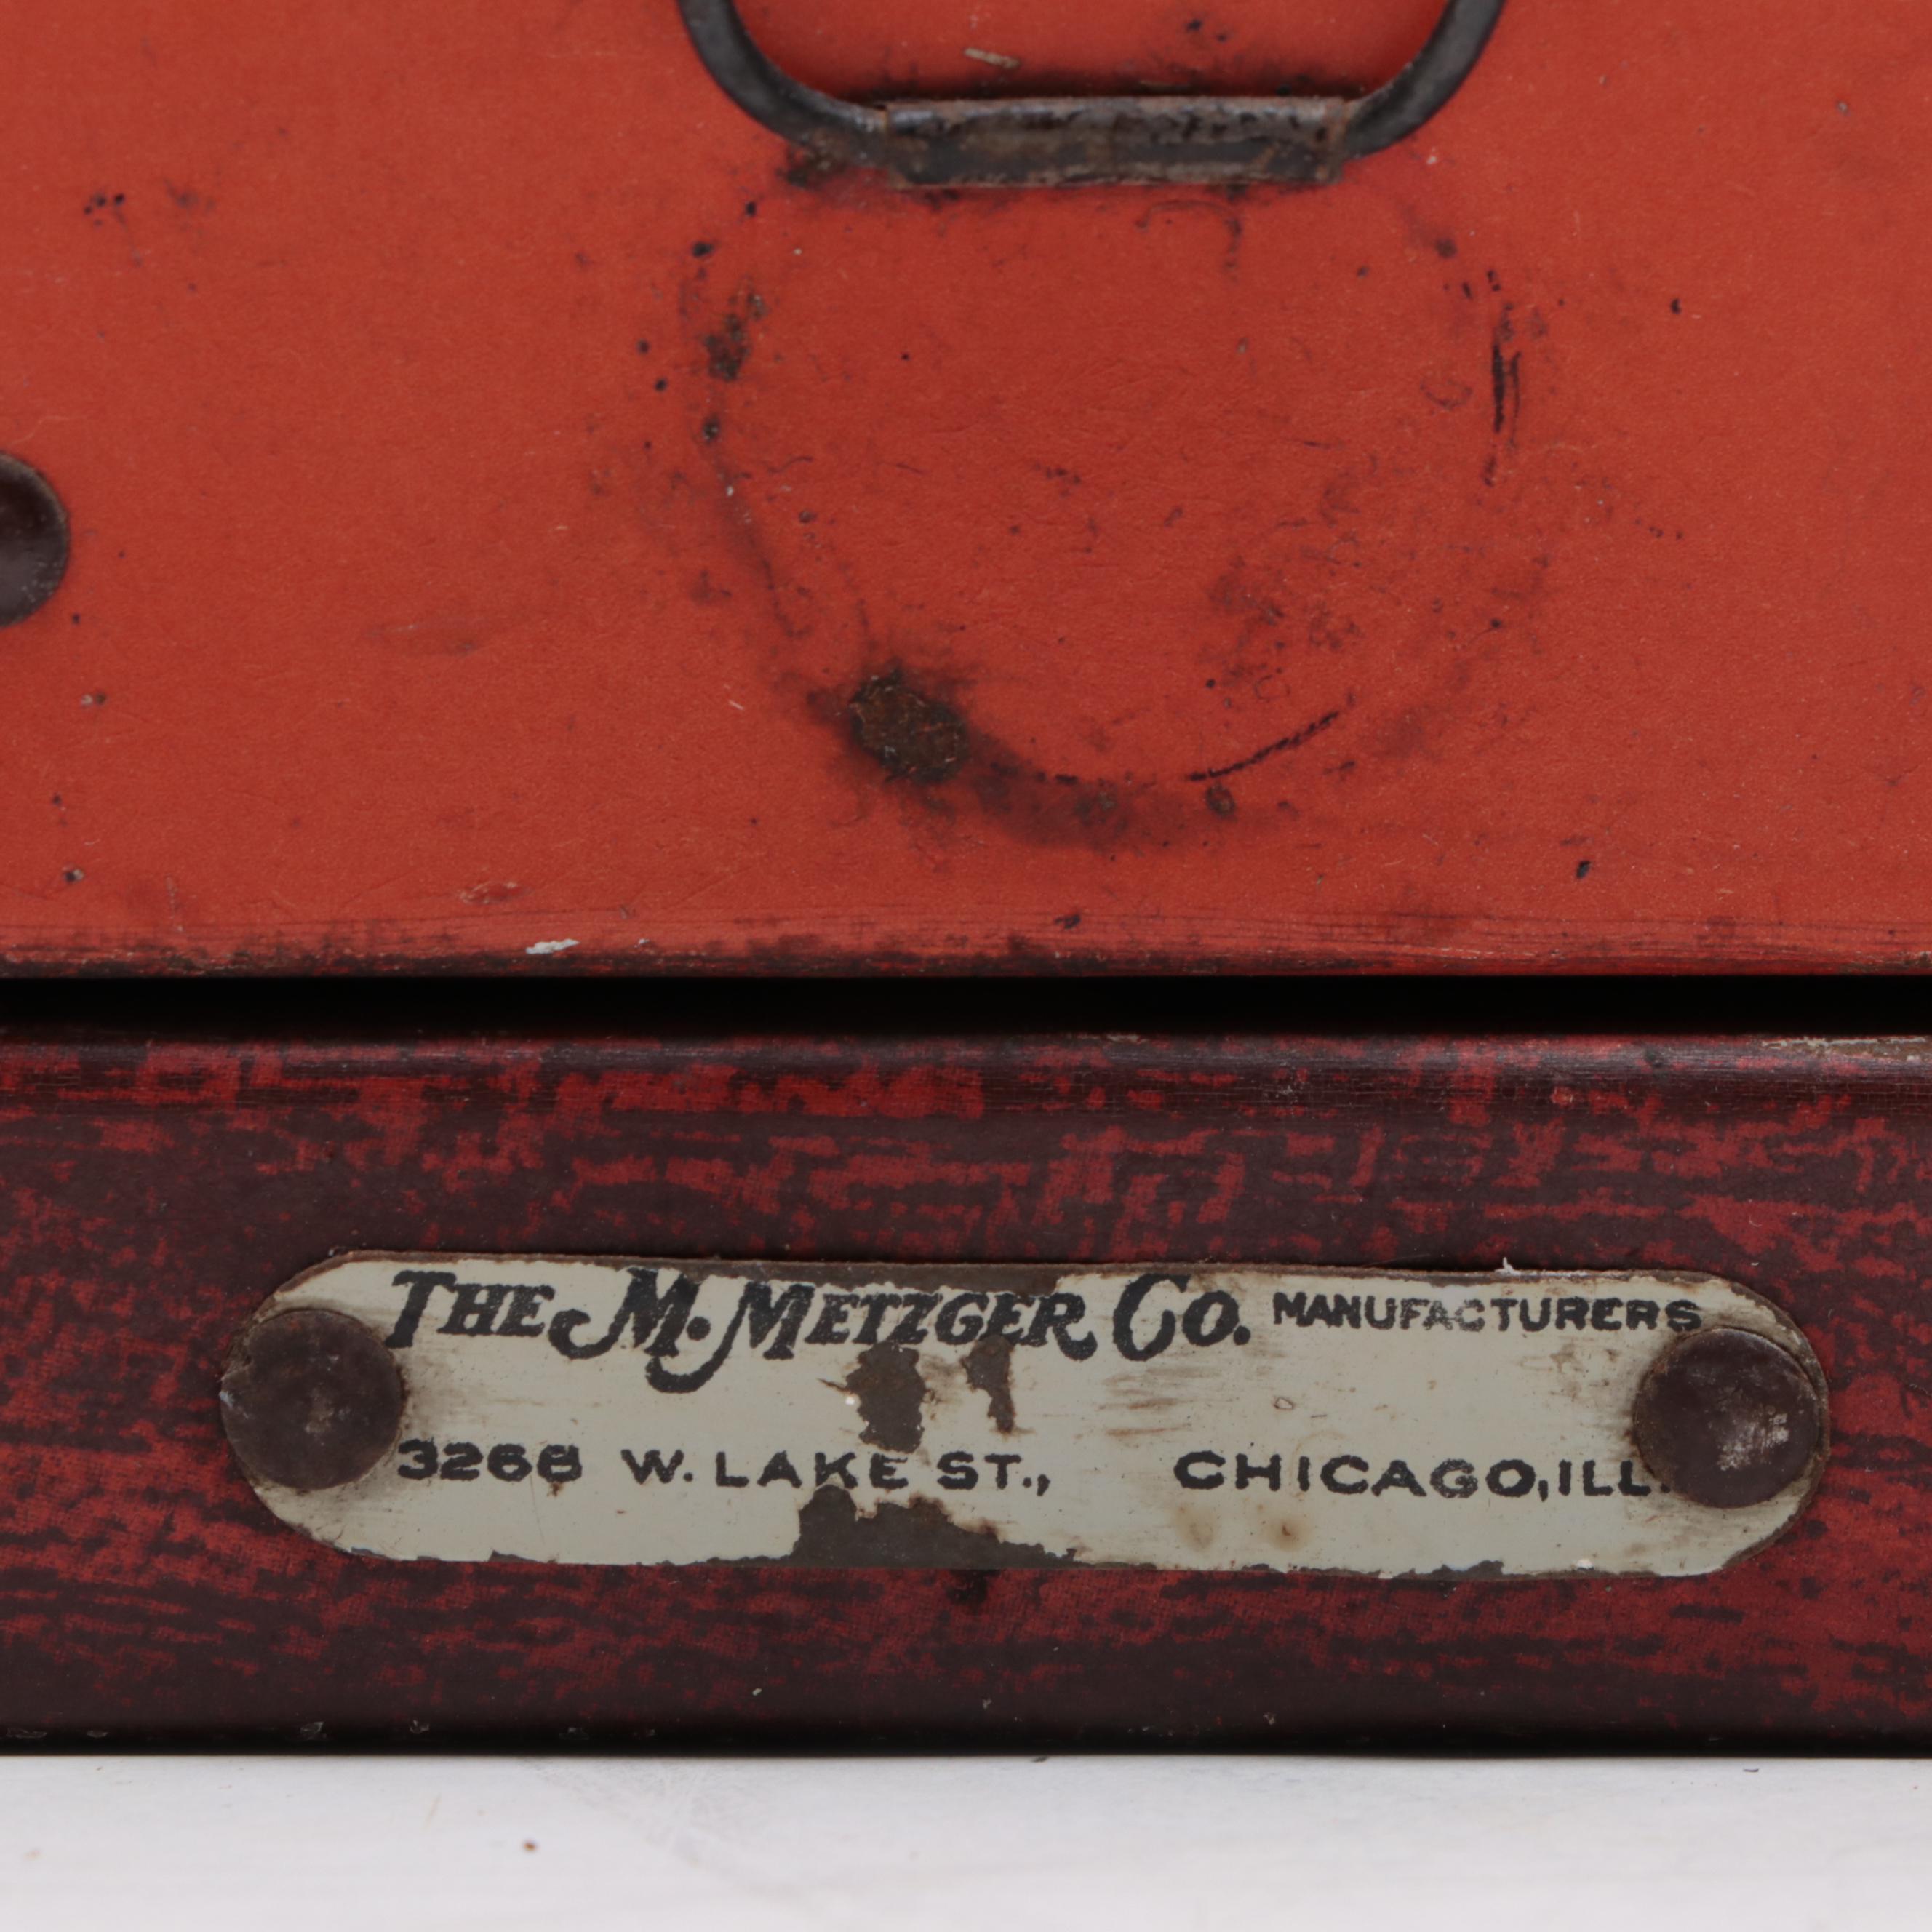 THE M. METZGER CO. MANUFACTURERS
3268 W. LAKE ST., CHICAGO, ILL.